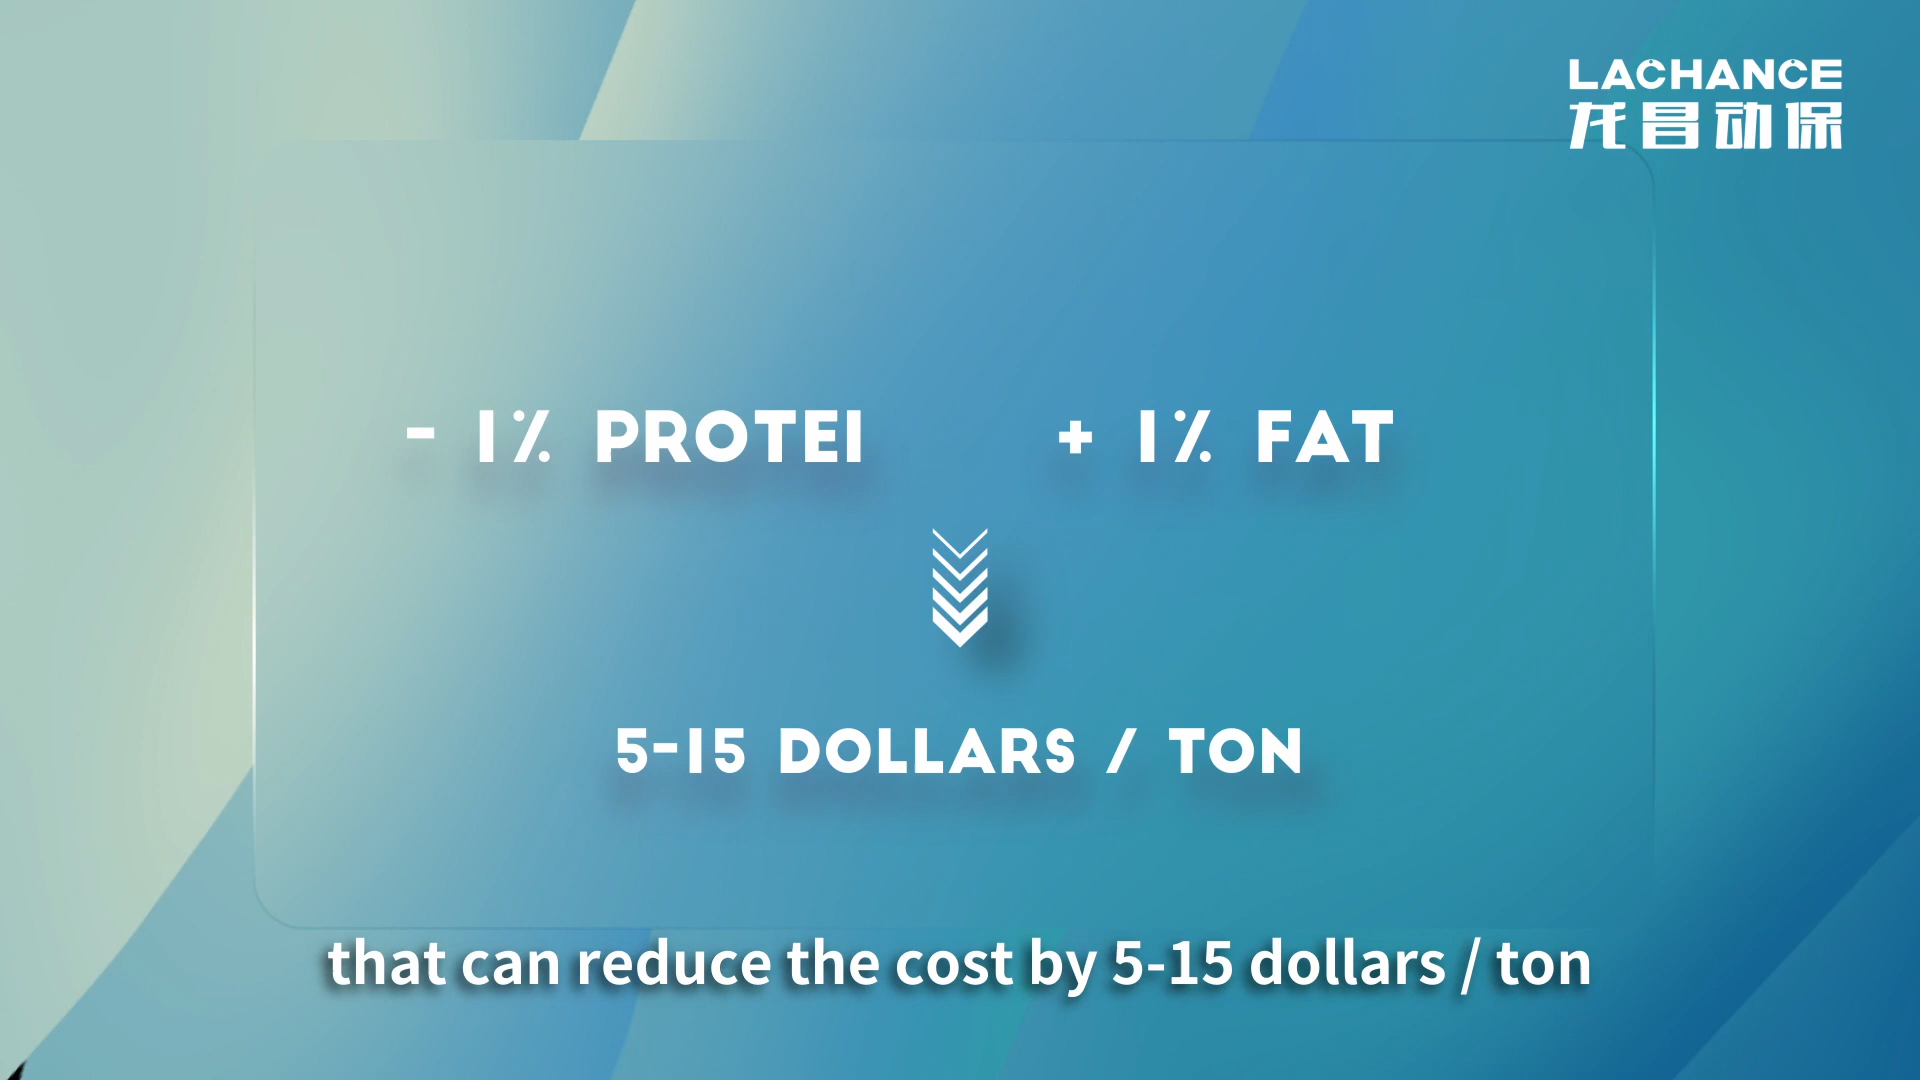 LACHANCE
龙昌动保
- 1% PROTEI + 1% FAT
5-15 DOLLARS / TON
that can reduce the cost by 5-15 dollars / ton